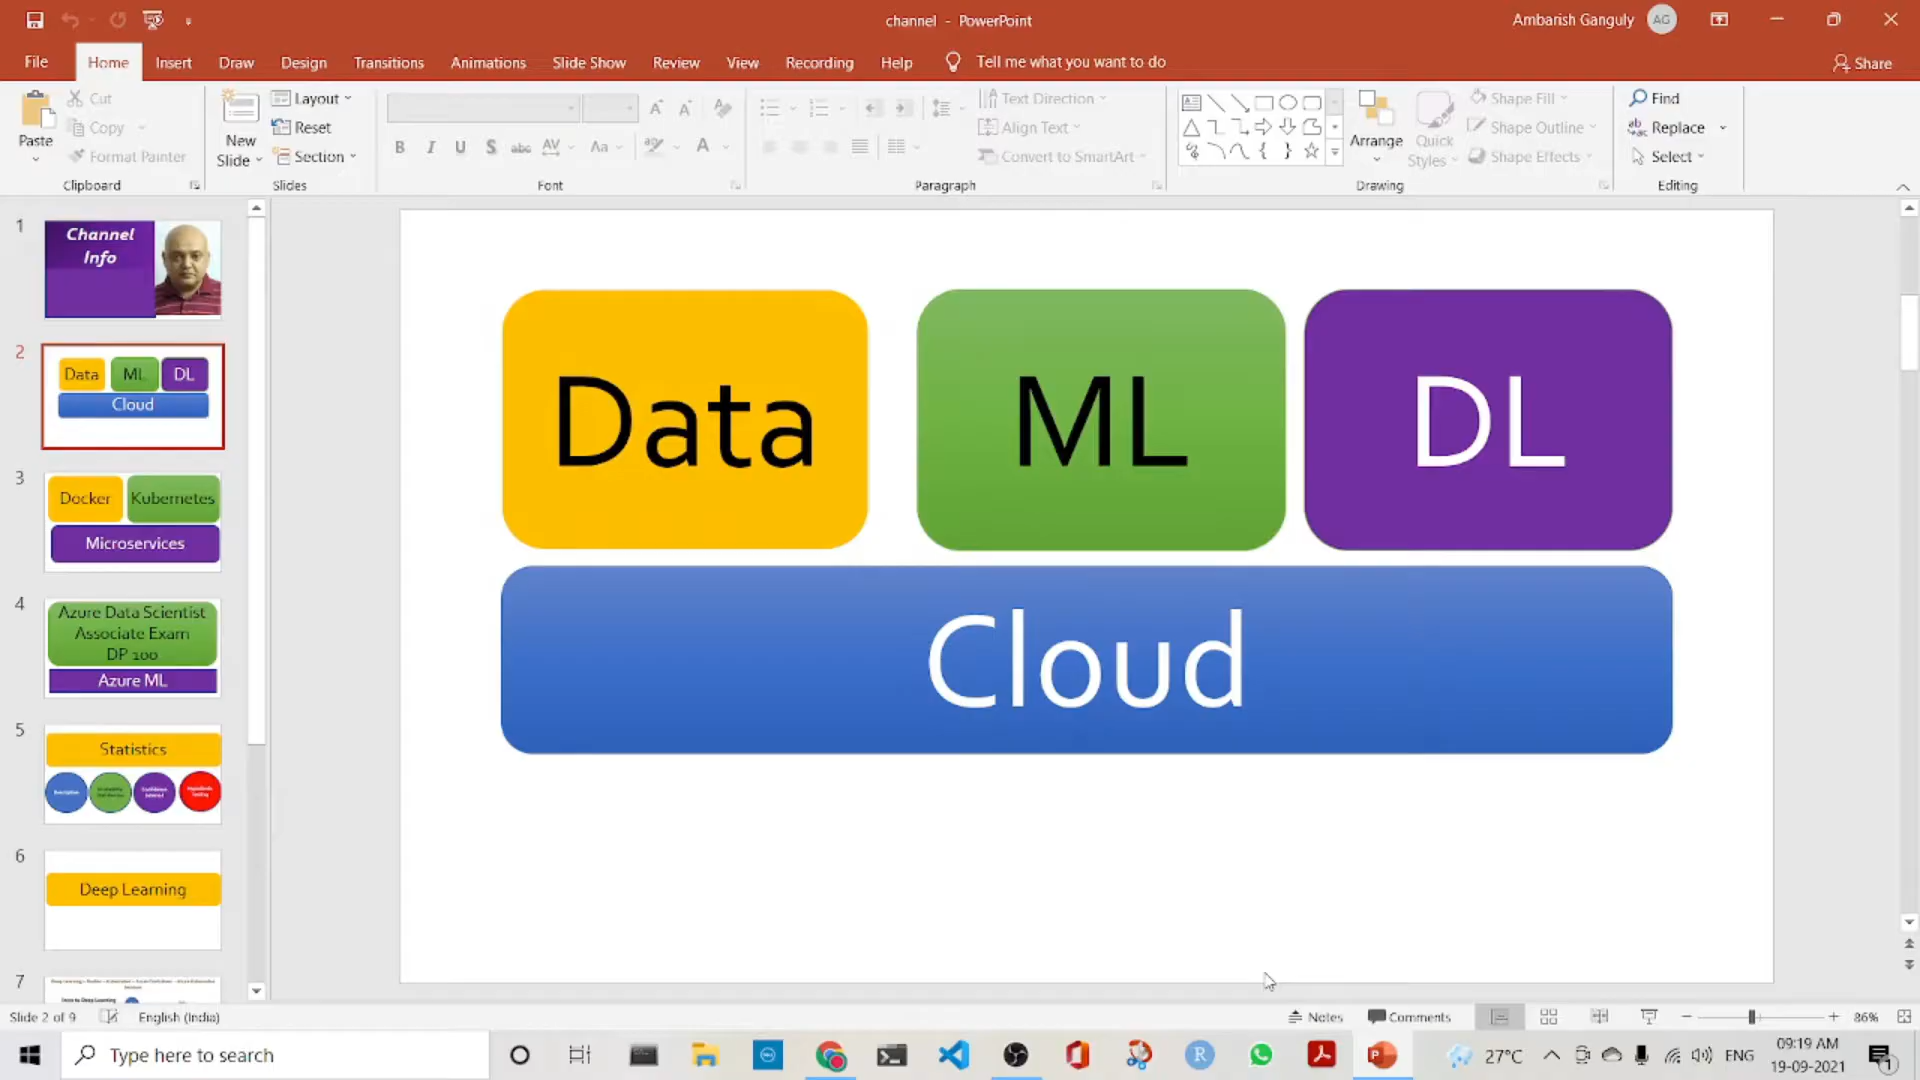 channel - PowerPoint
Ambarish Ganguly
AG
File
Home
Insert
Draw
Design
Transitions
Animations
Slide Show
Review
View
Recording
Help
Tell me what you want to do
Share
Paste
Cut
Copy
Format Painter
Clipboard
New Slide
Layout
Reset
Section
Slides
B I U S abc AV Aa A
Font
Text Direction
Align Text
Convert to SmartArt
Paragraph
Arrange
Quick Styles
Shape Fill
Shape Outline
Shape Effects
Drawing
Find
Replace
Select
Editing
1
Channel
Info
2
Data ML DL
Cloud
3
Docker Kubernetes
Microservices
4
Azure Data Scientist
Associate Exam
DP 100
Azure ML
5
Statistics
6
Deep Learning
7
Data
ML
DL
Cloud
Slide 2 of 9
English (India)
Notes
Comments
86%
Type here to search
27°C
ENG
09:19 AM
19-09-2021
1